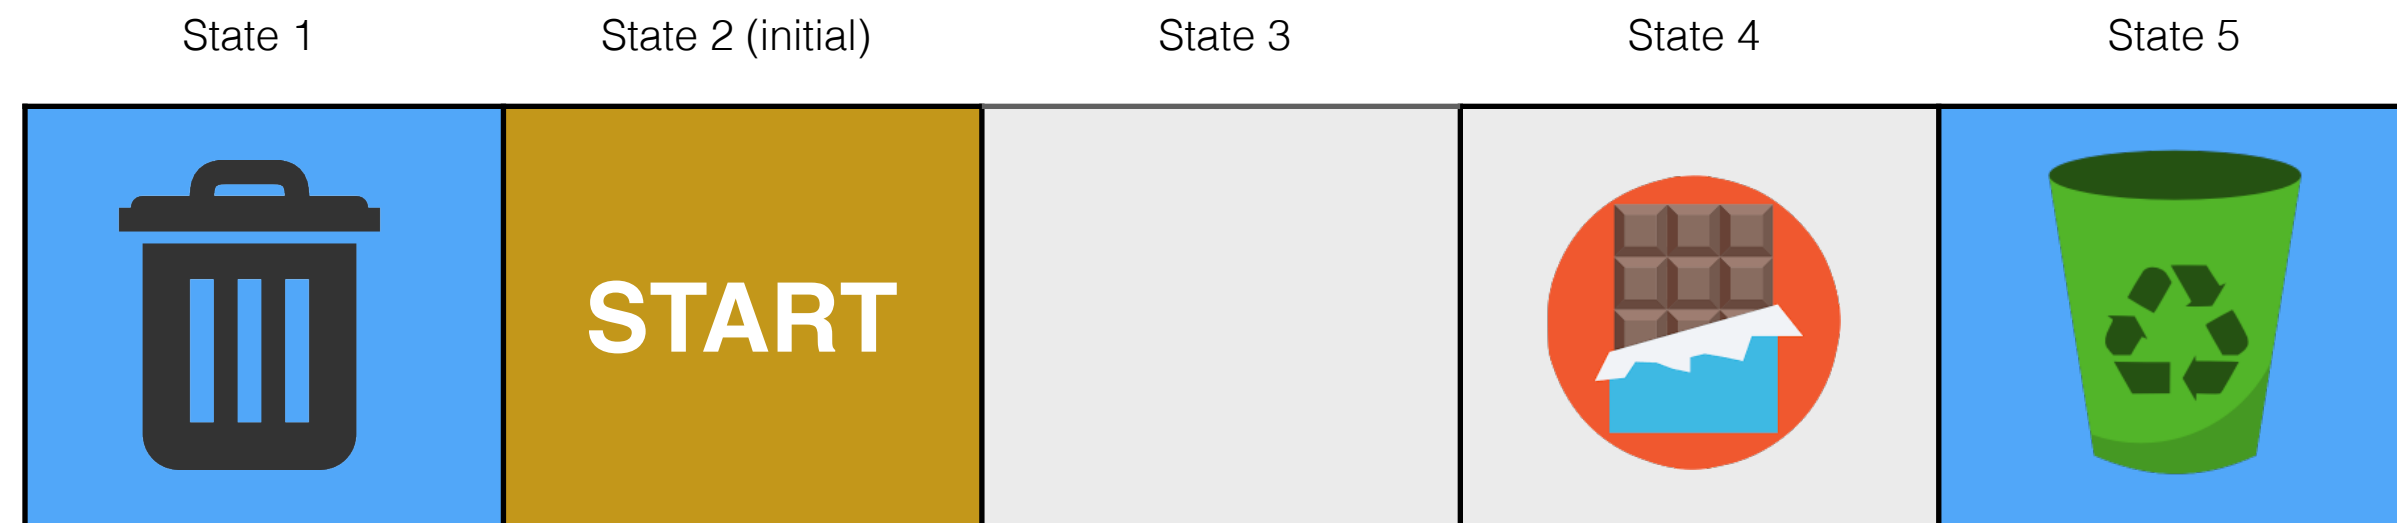 State 1
State 2 (initial)
State 3
State 4
State 5
START